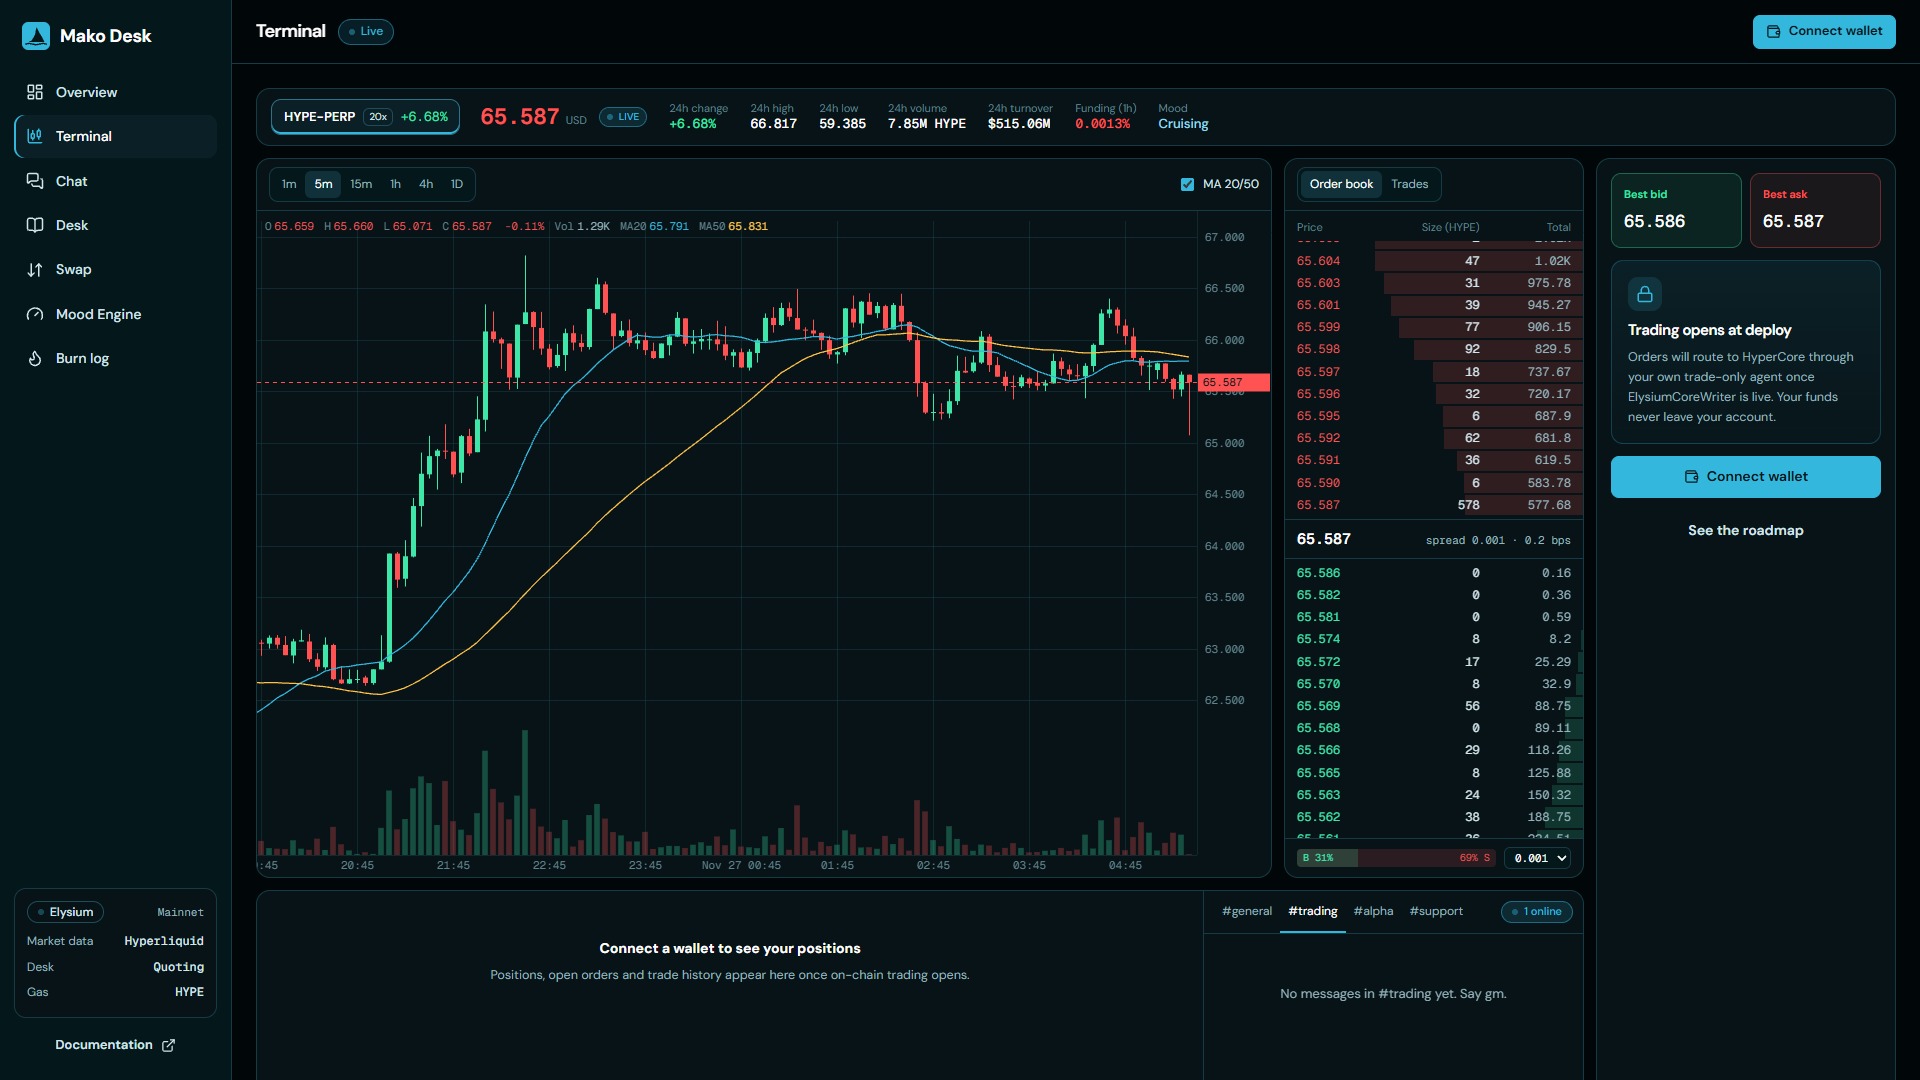 Mako Desk
Overview
Terminal
Chat
Desk
Swap
Mood Engine
Burn log
Elysium Mainnet
Market data Hyperliquid
Desk Quoting
Gas HYPE
Documentation
Terminal Live
Connect wallet
HYPE-PERP 20x +6.68%
65.587 USD LIVE
24h change
+6.68%
24h high
66.817
24h low
59.385
24h volume
7.85M HYPE
24h turnover
$515.06M
Funding (1h)
0.0013%
Mood
Cruising
1m 5m 15m 1h 4h 1D
MA 20/50
O 65.659 H 65.660 L 65.071 C 65.587 -0.11% Vol 1.29K MA20 65.791 MA50 65.831
67.000
66.500
66.000
65.587
65.000
64.500
64.000
63.500
63.000
62.500
:45 20:45 21:45 22:45 23:45 Nov 27 00:45 01:45 02:45 03:45 04:45
Order book Trades
Price Size (HYPE) Total
65.604 47 1.02K
65.603 31 975.78
65.601 39 945.27
65.599 77 906.15
65.598 92 829.5
65.597 18 737.67
65.596 32 720.17
65.595 6 687.9
65.592 62 681.8
65.591 36 619.5
65.590 6 583.78
65.587 578 577.68
65.587 spread 0.001 · 0.2 bps
65.586 0 0.16
65.582 0 0.36
65.581 0 0.59
65.574 8 8.2
65.572 17 25.29
65.570 8 32.9
65.569 56 88.75
65.568 0 89.11
65.566 29 118.26
65.565 8 125.88
65.563 24 150.32
65.562 38 188.75
B 31% 69% S 0.001
Best bid
65.586
Best ask
65.587
Trading opens at deploy
Orders will route to HyperCore through
your own trade-only agent once
ElysiumCoreWriter is live. Your funds
never leave your account.
Connect wallet
See the roadmap
Connect a wallet to see your positions
Positions, open orders and trade history appear here once on-chain trading opens.
#general #trading #alpha #support 1 online
No messages in #trading yet. Say gm.